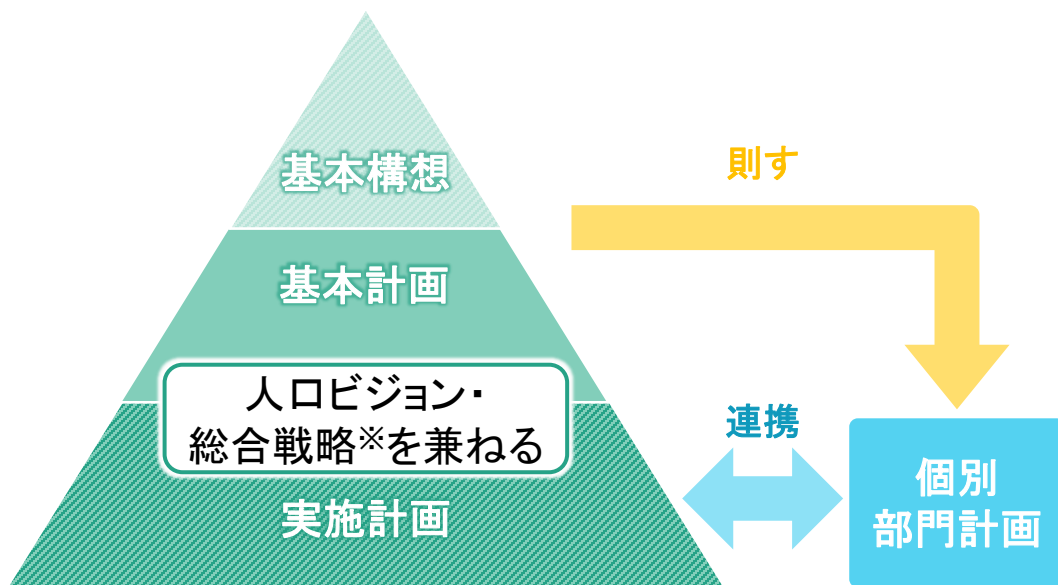 基本構想
則す
基本計画
人口ビジョン・
総合戦略※を兼ねる
連携
実施計画
個別
部門計画